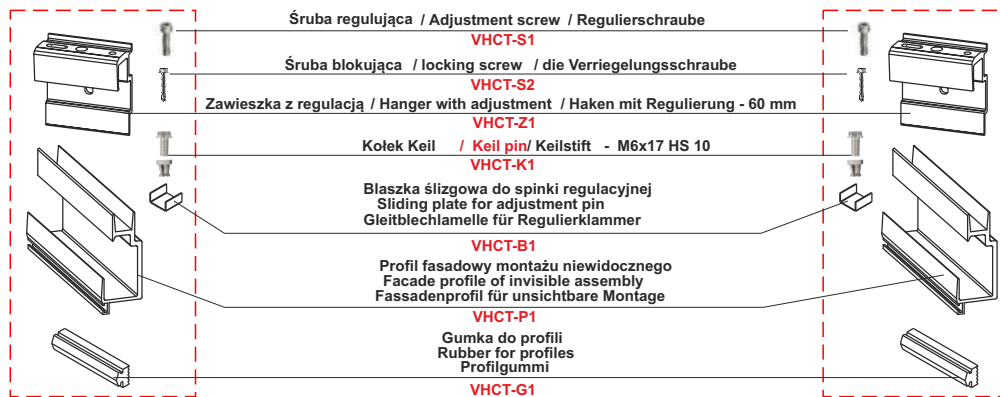 Śruba regulująca / Adjustment screw / Regulierschraube
VHCT-S1
Śruba blokująca / locking screw / die Verriegelungsschraube
VHCT-S2
Zawieszka z regulacją / Hanger with adjustment / Haken mit Regulierung - 60 mm
VHCT-Z1
Kołek Keil / Keil pin/ Keilstift - M6x17 HS 10
VHCT-K1
Blaszka ślizgowa do spinki regulacyjnej
Sliding plate for adjustment pin
Gleitblechlamelle für Regulierklammer
VHCT-B1
Profil fasadowy montażu niewidocznego
Facade profile of invisible assembly
Fassadenprofil für unsichtbare Montage
VHCT-P1
Gumka do profili
Rubber for profiles
Profilgummi
VHCT-G1